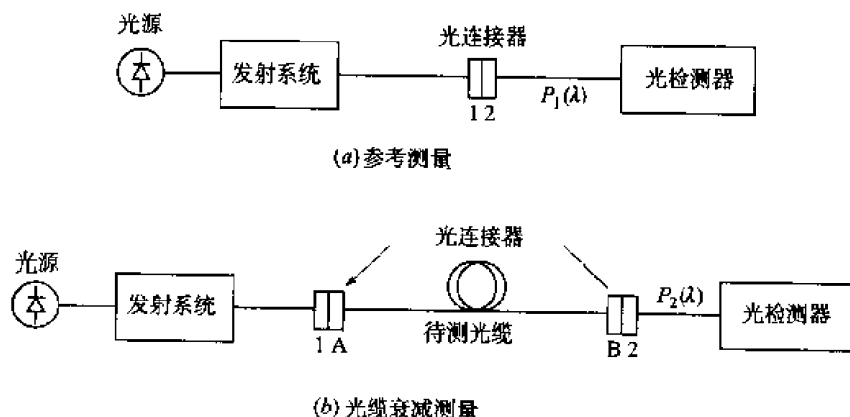 光源
发射系统
光连接器
1 2
P₁(λ)
光检测器
(a)参考测量
光源
发射系统
光连接器
1 A
待测光缆
B 2
P₂(λ)
光检测器
(b)光缆衰减测量